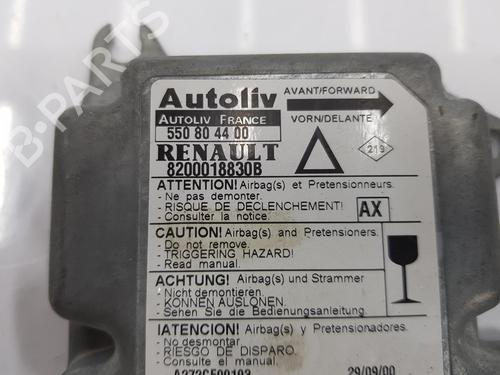 B-PARTS
Autoliv
AVANT/FORWARD
AUTOLIV FRANCE
550 80 44 00
VORN/DELANTE
RENAULT
8200018830B
219
ATTENTION! Airbag(s) et Pretensionneurs.
- Ne pas demonter.
- RISQUE DE DECLENCHEMENT!
- Consulter la notice.
AX
CAUTION! Airbag(s) and Pretensioners.
- Do not remove.
- TRIGGERING HAZARD!
- Read manual.
ACHTUNG! Airbag(s) und Strammer
- Nicht demontieren.
- KÖNNEN AUSLÖSEN.
- Sehen Sie die Bedienungsanleitung
!ATENCION! Airbag(s) y Pretensionadores.
- No desmontar
- RIESGO DE DISPARO.
- Consulte el manual.
29/09/00